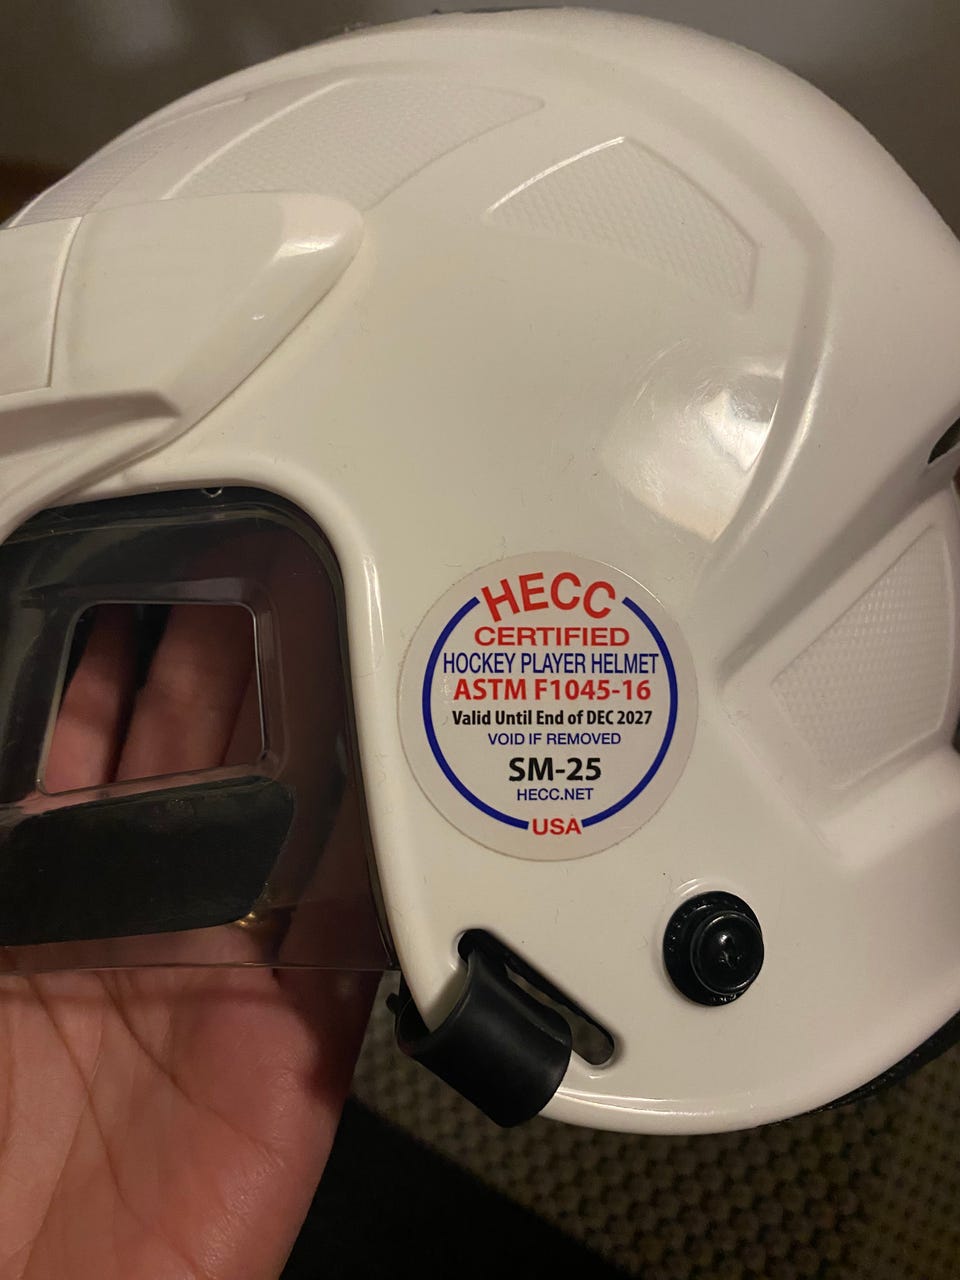 HECC
CERTIFIED
HOCKEY PLAYER HELMET
ASTM F1045-16
Valid Until End of DEC 2027
VOID IF REMOVED
SM-25
HECC.NET
USA